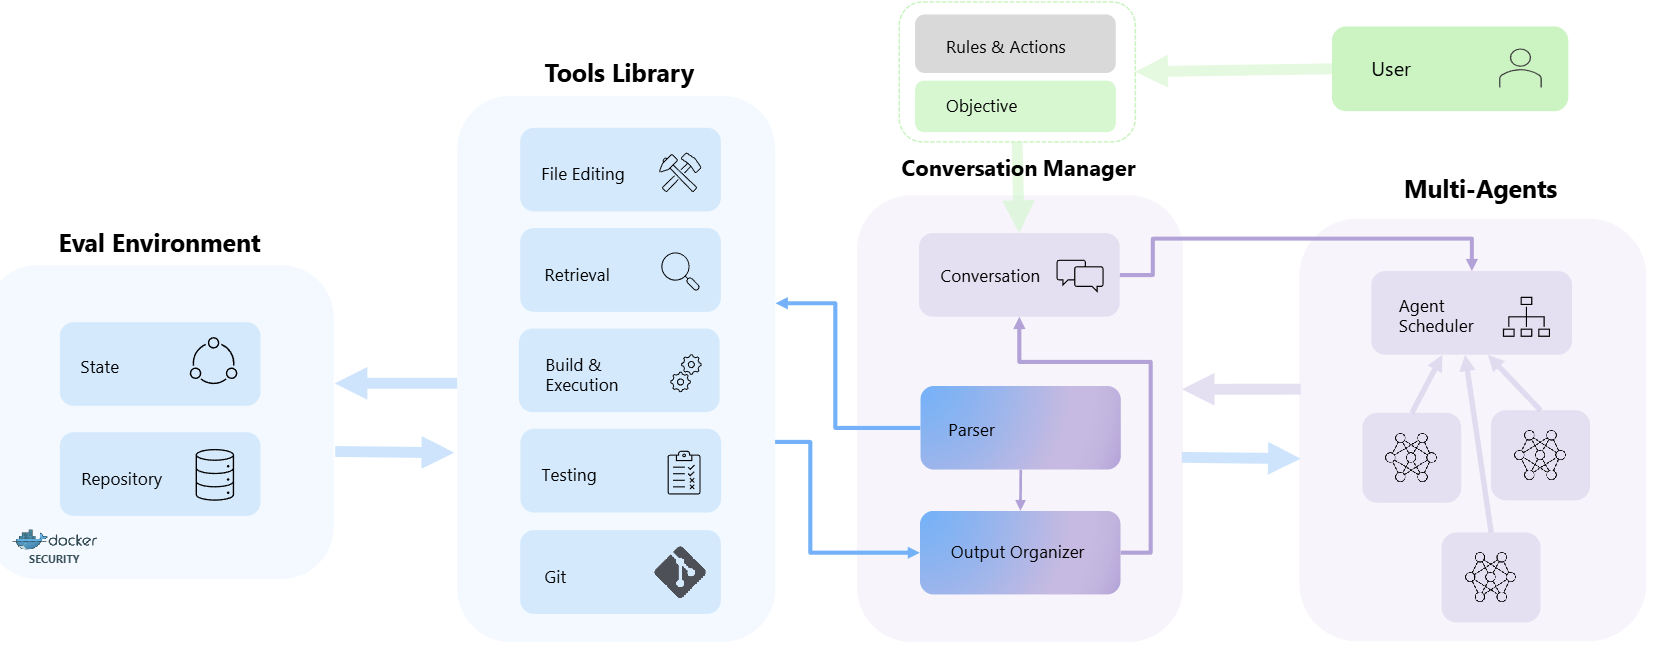 Rules & Actions
Objective
User
Tools Library
File Editing
Retrieval
Build &
Execution
Testing
Git
Conversation Manager
Conversation
Parser
Output Organizer
Multi-Agents
Agent
Scheduler
Eval Environment
State
Repository
docker
SECURITY